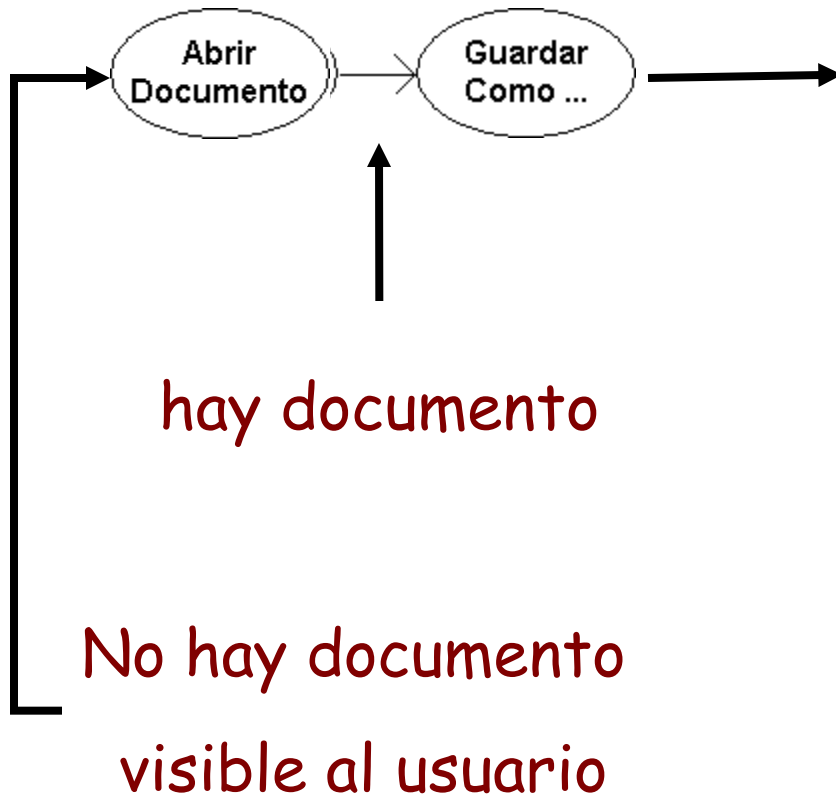 Abrir
Documento
Guardar
Como ...
hay documento
No hay documento
visible al usuario